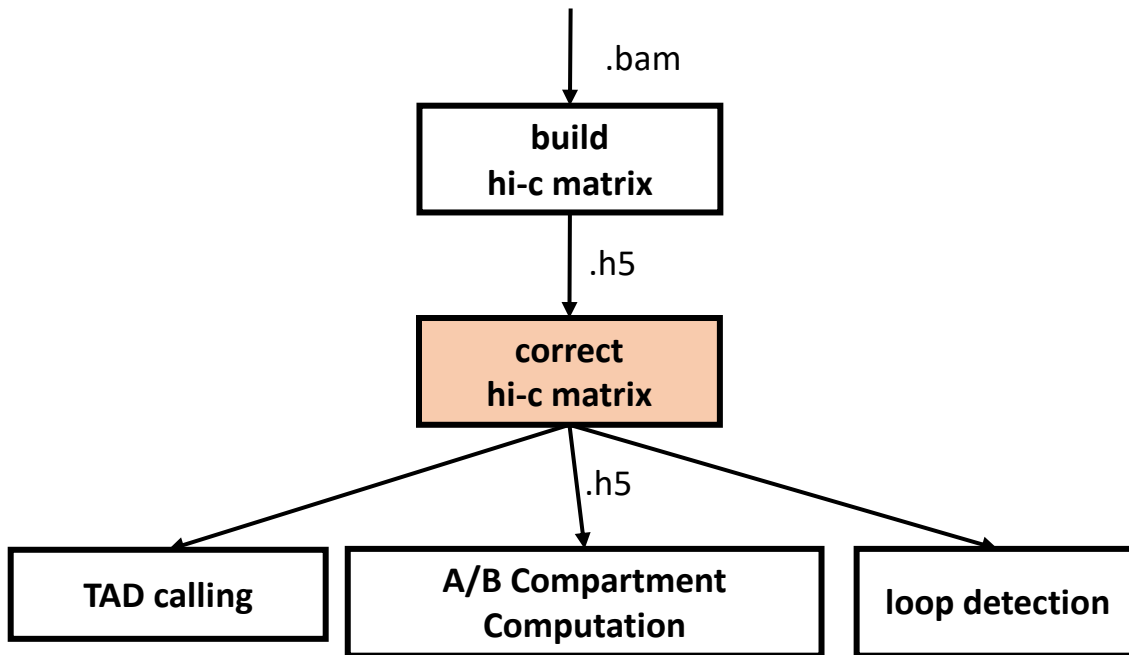 .bam
build
hi-c matrix
.h5
correct
hi-c matrix
.h5
TAD calling
A/B Compartment
Computation
loop detection